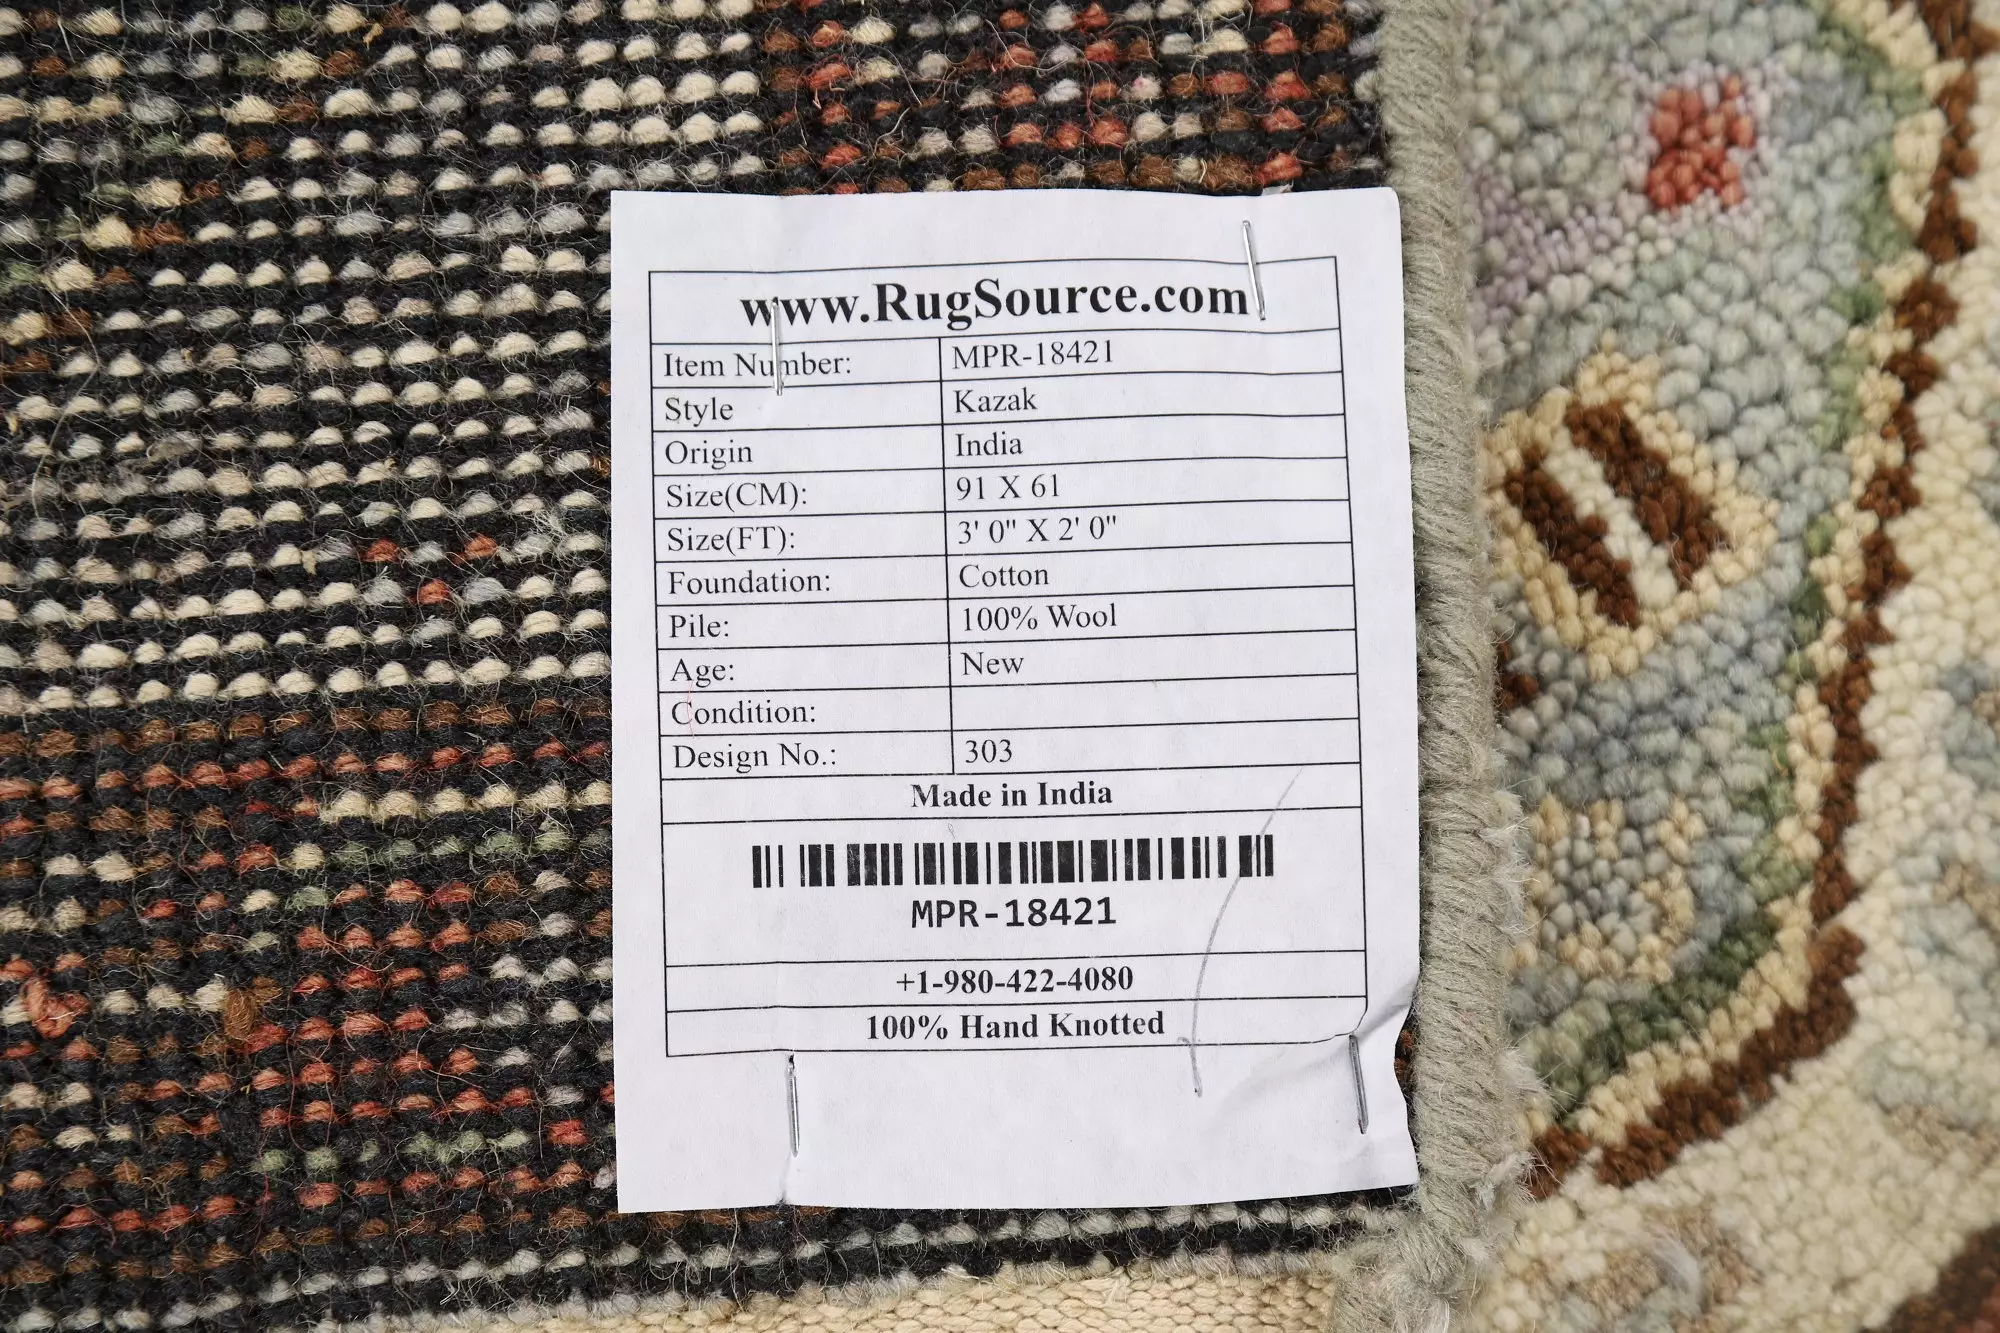 www.RugSource.com
Item Number: MPR-18421
Style Kazak
Origin India
Size(CM): 91 X 61
Size(FT): 3' 0" X 2' 0"
Foundation: Cotton
Pile: 100% Wool
Age: New
Condition:
Design No.: 303
Made in India
MPR-18421
+1-980-422-4080
100% Hand Knotted